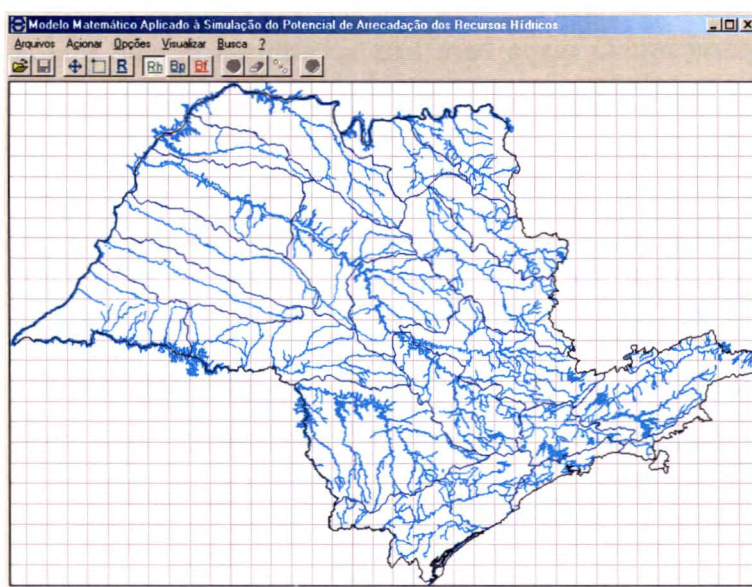 Modelo Matemático Aplicado à Simulação do Potencial de Arrecadação dos Recursos Hídricos
Arquivos Acionar Opções Visualizar Busca ?
R Rh Bp Bf